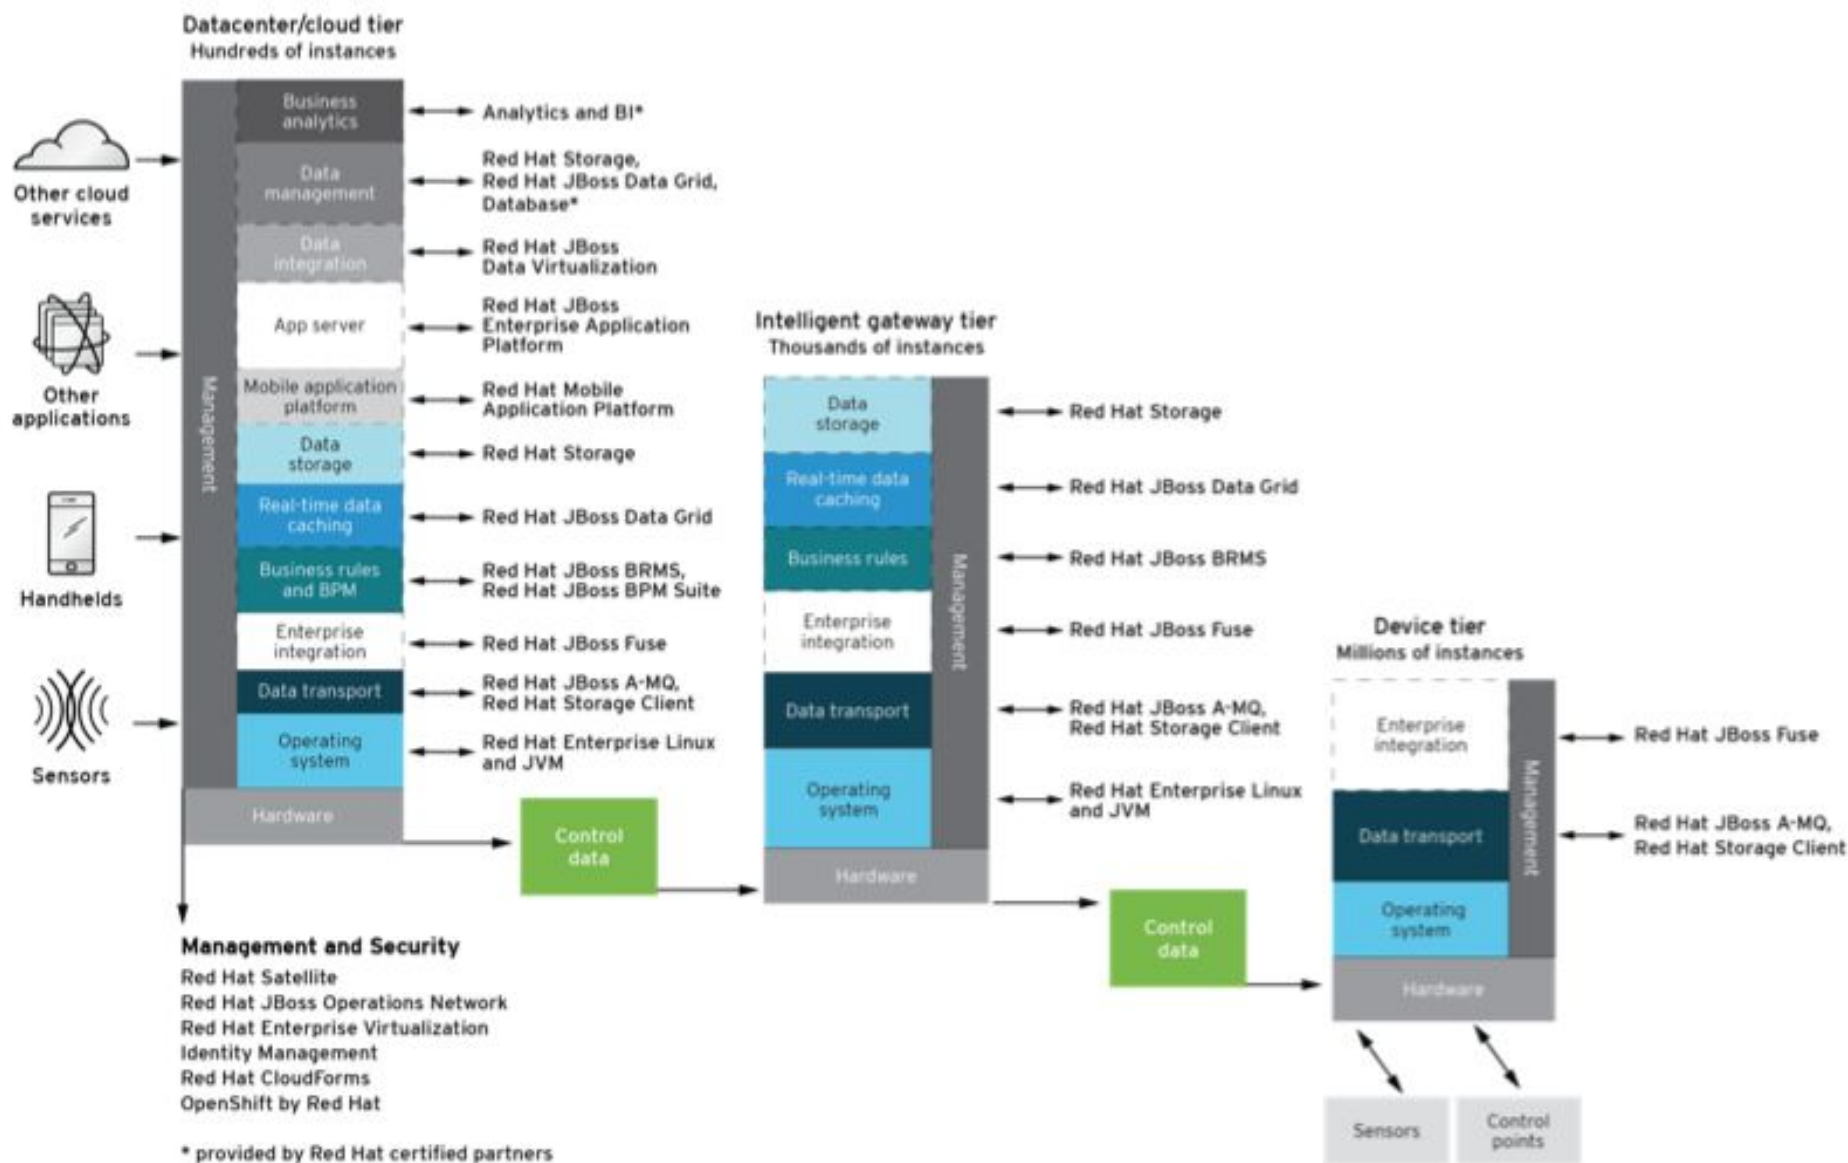 Datacenter/cloud tier
Hundreds of instances
Other cloud
services
Other
applications
Handhelds
Sensors
Management
Business
analytics
Data
management
Data
integration
App server
Mobile application
platform
Data
storage
Real-time data
caching
Business rules
and BPM
Enterprise
integration
Data transport
Operating
system
Hardware
Analytics and BI*
Red Hat Storage,
Red Hat JBoss Data Grid,
Database*
Red Hat JBoss
Data Virtualization
Red Hat JBoss
Enterprise Application
Platform
Red Hat Mobile
Application Platform
Red Hat Storage
Red Hat JBoss Data Grid
Red Hat JBoss BRMS,
Red Hat JBoss BPM Suite
Red Hat JBoss Fuse
Red Hat JBoss A-MQ,
Red Hat Storage Client
Red Hat Enterprise Linux
and JVM
Control
data
Intelligent gateway tier
Thousands of instances
Data
storage
Real-time data
caching
Business rules
Enterprise
integration
Data transport
Operating
system
Management
Hardware
Red Hat Storage
Red Hat JBoss Data Grid
Red Hat JBoss BRMS
Red Hat JBoss Fuse
Red Hat JBoss A-MQ,
Red Hat Storage Client
Red Hat Enterprise Linux
and JVM
Control
data
Device tier
Millions of instances
Enterprise
integration
Data transport
Operating
system
Management
Hardware
Red Hat JBoss Fuse
Red Hat JBoss A-MQ,
Red Hat Storage Client
Sensors
Control
points
Management and Security
Red Hat Satellite
Red Hat JBoss Operations Network
Red Hat Enterprise Virtualization
Identity Management
Red Hat CloudForms
OpenShift by Red Hat
* provided by Red Hat certified partners